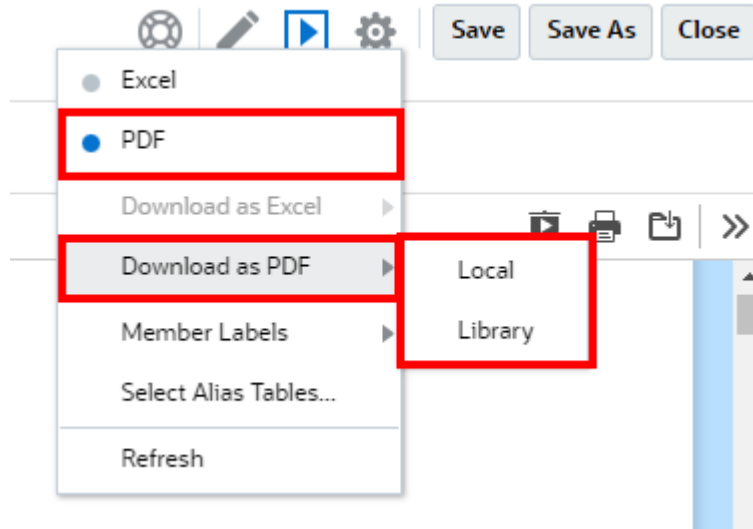 Save
Save As
Close
Excel
PDF
Download as Excel
Download as PDF
Local
Library
Member Labels
Select Alias Tables...
Refresh